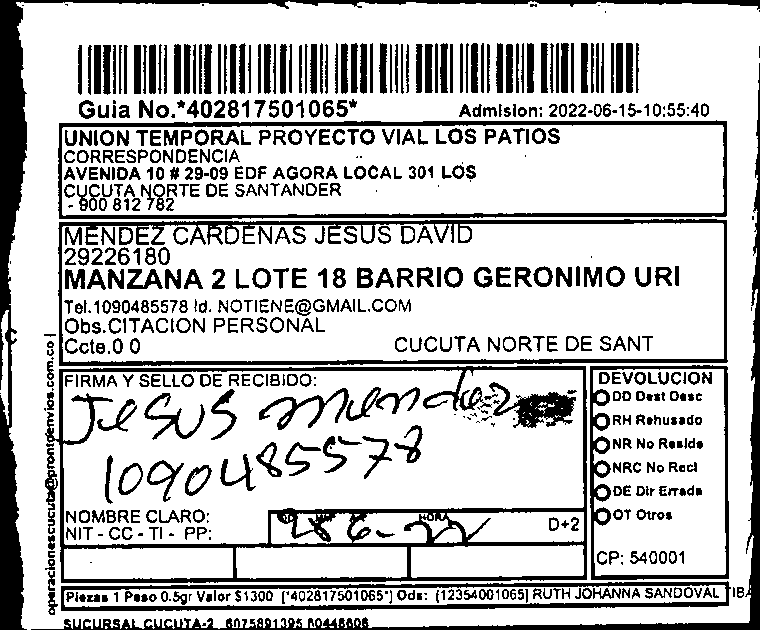 Guia No.*402817501065*
Admision: 2022-06-15-10:55:40
UNION TEMPORAL PROYECTO VIAL LOS PATIOS
CORRESPONDENCIA
AVENIDA 10 # 29-09 EDF AGORA LOCAL 301 LOS
CUCUTA NORTE DE SANTANDER
- 900 812 782
MENDEZ CARDENAS JESUS DAVID
29226180
MANZANA 2 LOTE 18 BARRIO GERONIMO URI
Tel.1090485578 Id. NOTIENE@GMAIL.COM
Obs.CITACION PERSONAL
Ccte.0 0
CUCUTA NORTE DE SANT
operacionescucuta@prontoenvios.com.co
FIRMA Y SELLO DE RECIBIDO:
Jesus mendez
1090485578
NOMBRE CLARO:
NIT - CC - TI - PP:
HORA
D+2
DEVOLUCION
DD Dest Desc
RH Rehusado
NR No Reside
NRC No Recl
DE Dir Errada
OT Otros
CP: 540001
Piezas 1 Peso 0.5gr Valor $1300 [*402817501065*] Ods: [12354001065] RUTH JOHANNA SANDOVAL TIBA
SUCURSAL CUCUTA-2